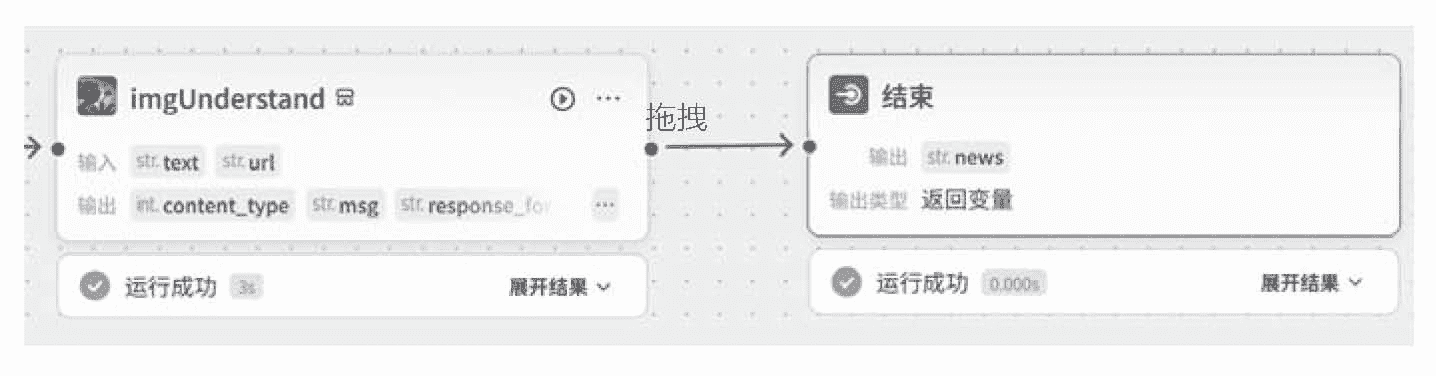 imgUnderstand
输入 str. text str. url
输出 int. content_type str. msg str. response_for ...
运行成功 3s 展开结果
拖拽
结束
输出 str. news
输出类型 返回变量
运行成功 0.000s 展开结果